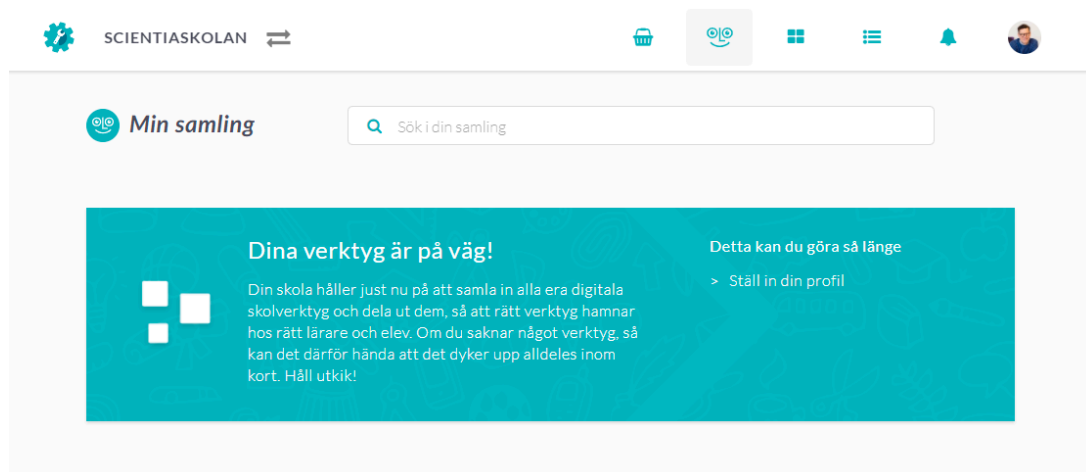 SCIENTIASKOLAN
Min samling
Sök i din samling
Dina verktyg är på väg!
Din skola håller just nu på att samla in alla era digitala
skolverktyg och dela ut dem, så att rätt verktyg hamnar
hos rätt lärare och elev. Om du saknar något verktyg, så
kan det därför hända att det dyker upp alldeles inom
kort. Håll utkik!
Detta kan du göra så länge
> Ställ in din profil